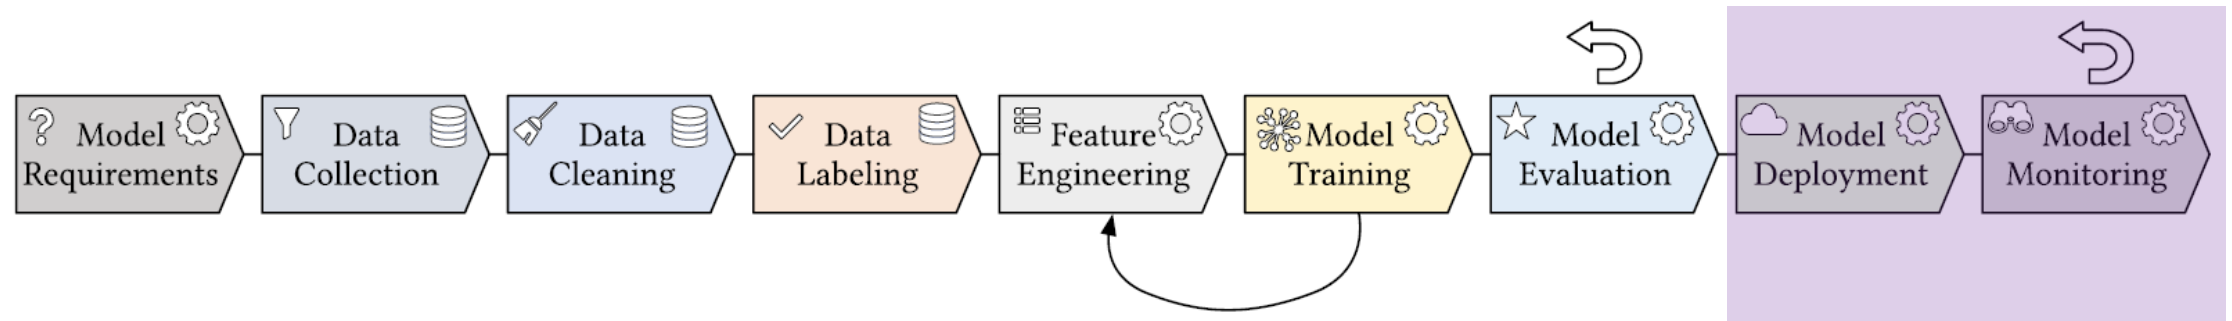 Model
Requirements
Data
Collection
Data
Cleaning
Data
Labeling
Feature
Engineering
Model
Training
Model
Evaluation
Model
Deployment
Model
Monitoring